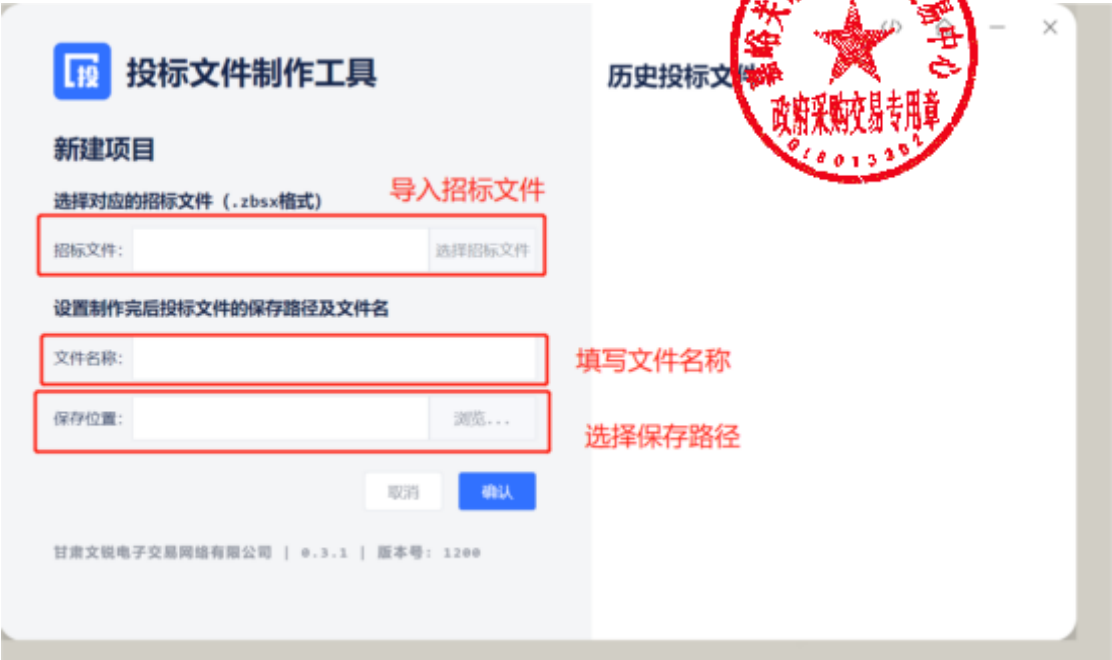 投标文件制作工具
历史投标文件
政府采购交易专用章
新建项目
选择对应的招标文件（.zbsx格式）
导入招标文件
招标文件：
选择招标文件
设置制作完后投标文件的保存路径及文件名
文件名称：
填写文件名称
保存位置：
浏览...
选择保存路径
取消
确认
甘肃文锐电子交易网络有限公司 | 0.3.1 | 版本号: 1200